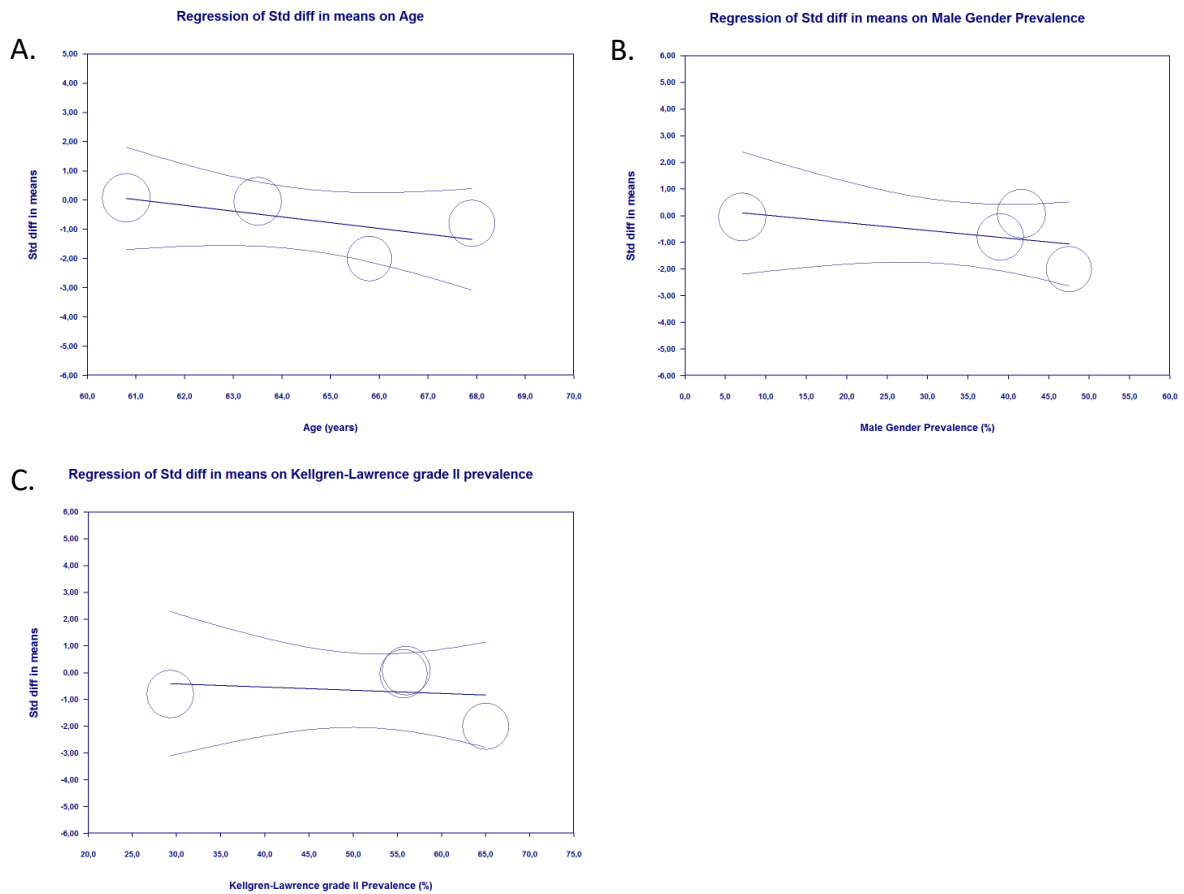 Regression of Std diff in means on Age
A.
5,00
4,00
3,00
2,00
1,00
0,00
-1,00
-2,00
-3,00
-4,00
-5,00
-6,00
Std diff in means
60,0 61,0 62,0 63,0 64,0 65,0 66,0 67,0 68,0 69,0 70,0
Age (years)
Regression of Std diff in means on Male Gender Prevalence
B.
6,00
5,00
4,00
3,00
2,00
1,00
0,00
-1,00
-2,00
-3,00
-4,00
-5,00
-6,00
Std diff in means
0,0 5,0 10,0 15,0 20,0 25,0 30,0 35,0 40,0 45,0 50,0 55,0 60,0
Male Gender Prevalence (%)
Regression of Std diff in means on Kellgren-Lawrence grade II prevalence
C.
6,00
5,00
4,00
3,00
2,00
1,00
0,00
-1,00
-2,00
-3,00
-4,00
-5,00
-6,00
Std diff in means
20,0 25,0 30,0 35,0 40,0 45,0 50,0 55,0 60,0 65,0 70,0 75,0
Kellgren-Lawrence grade II Prevalence (%)